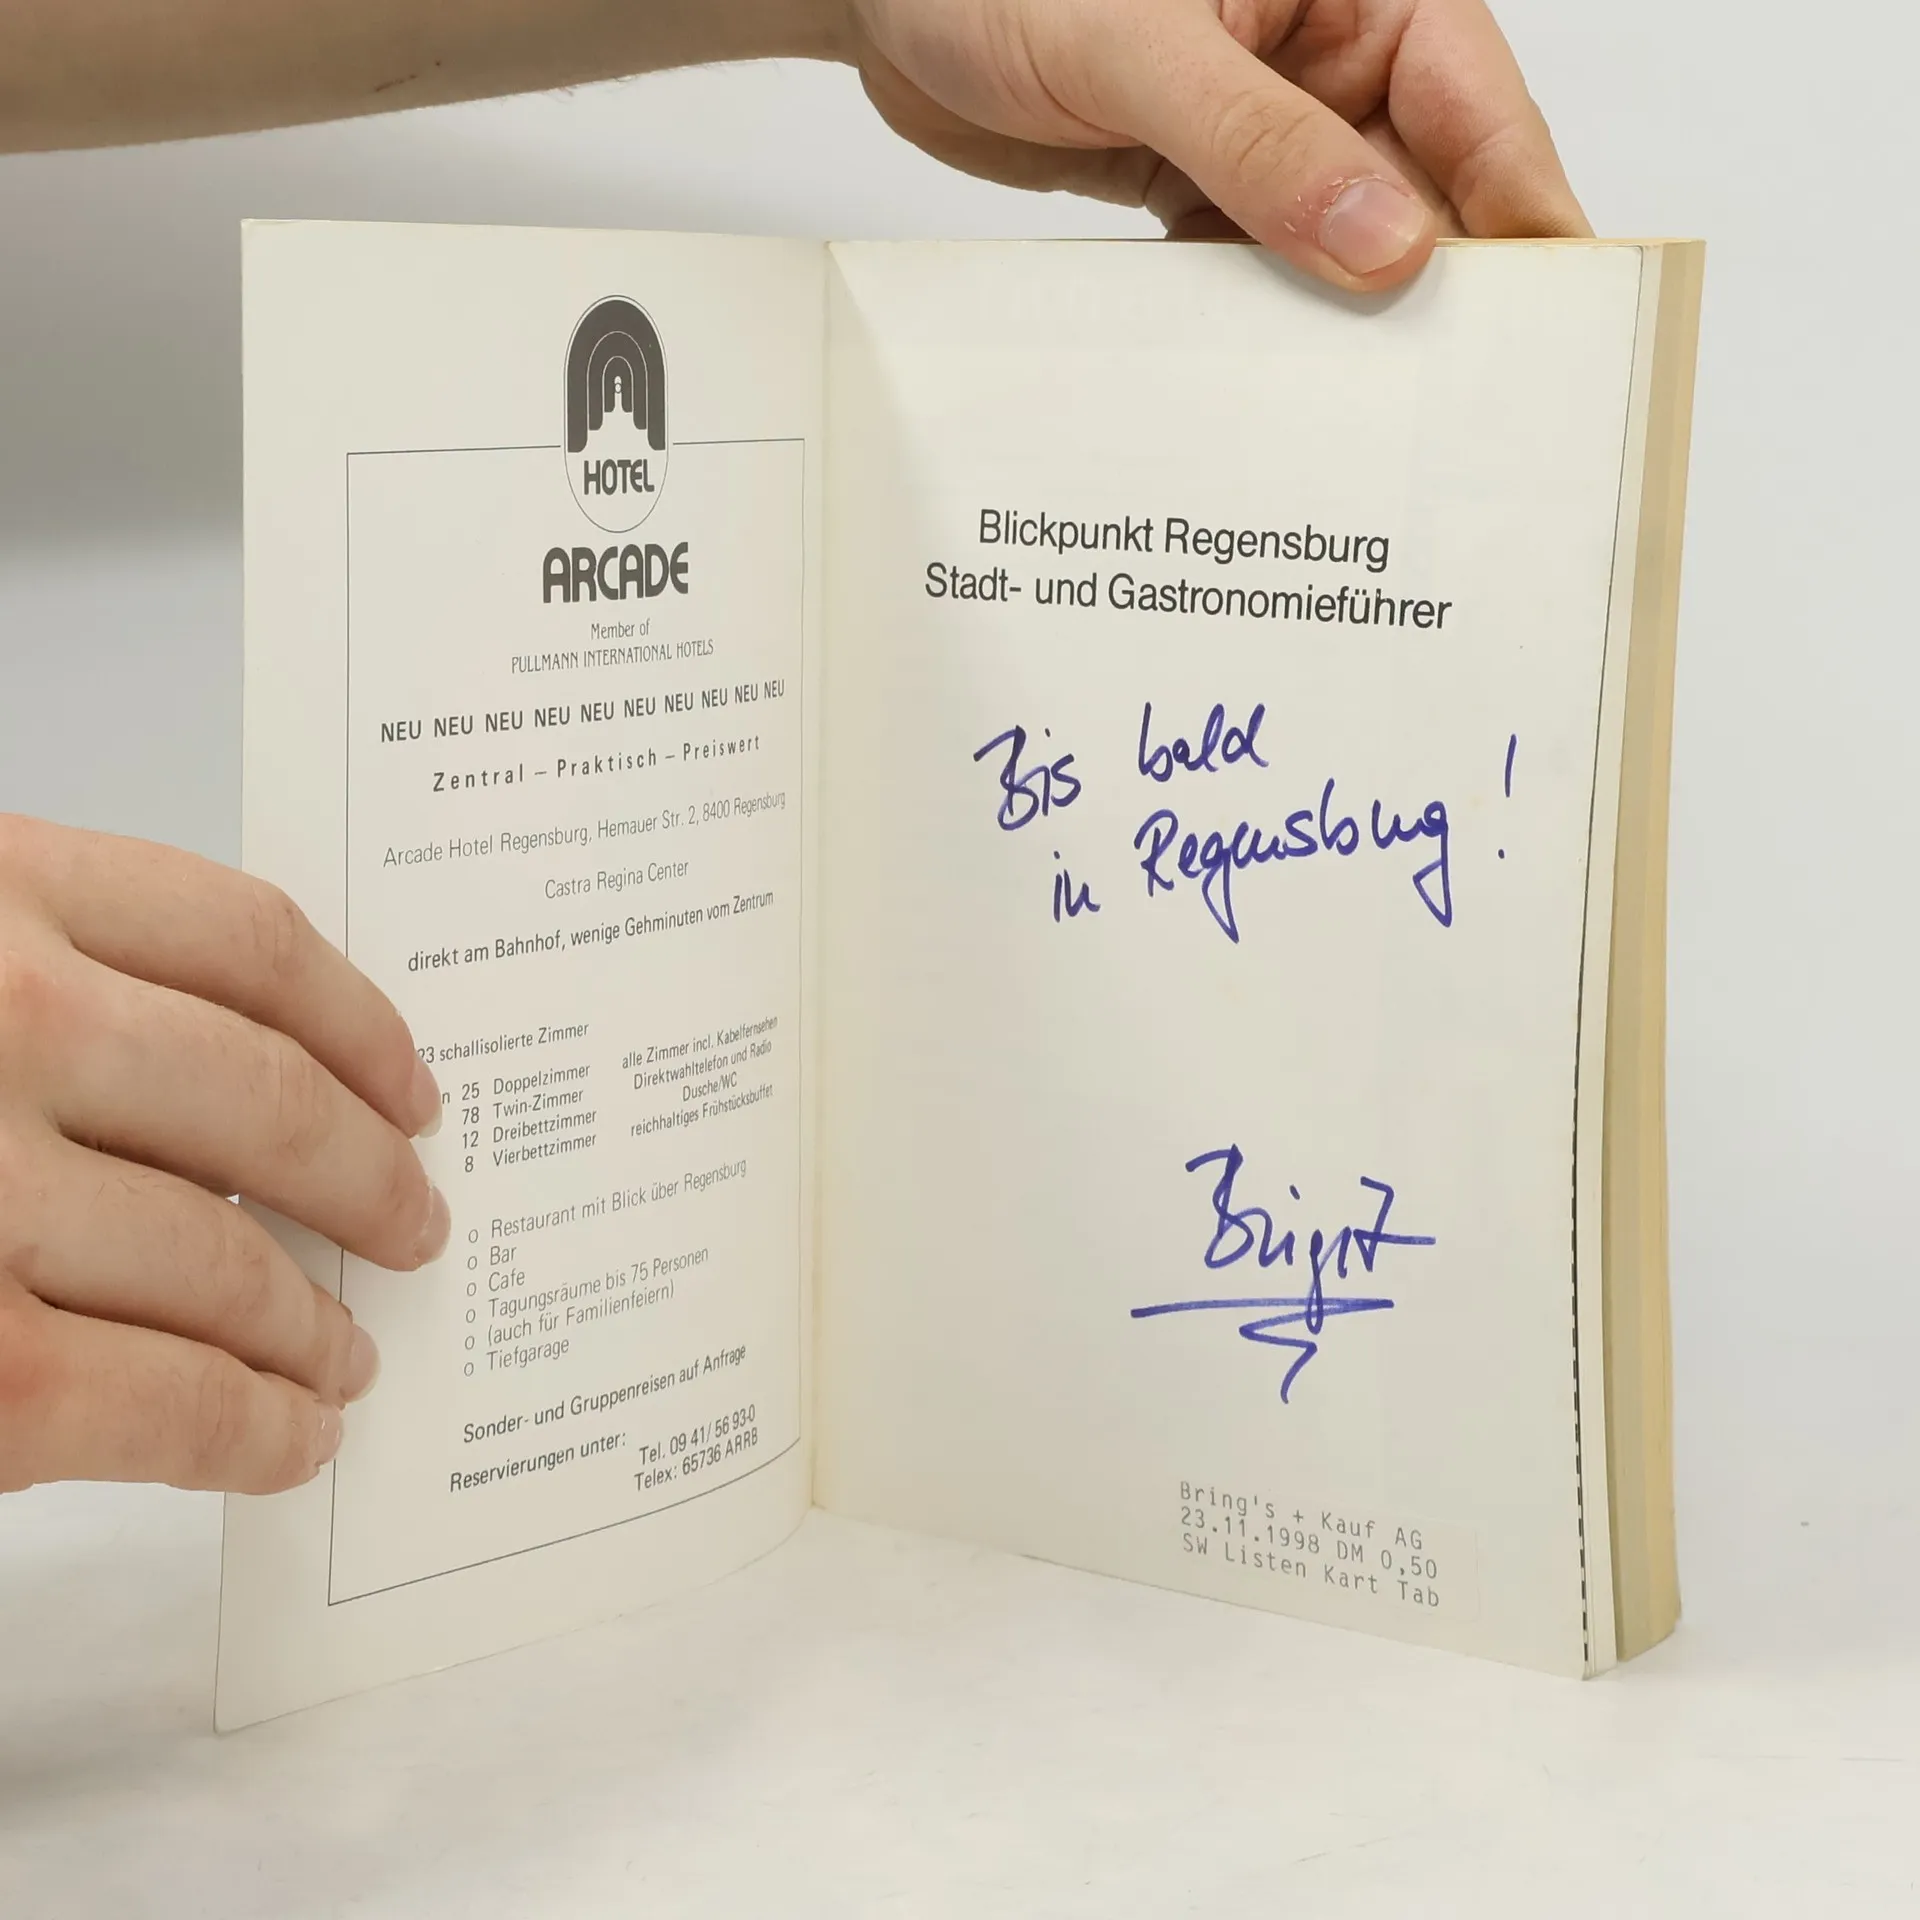 HOTEL
ARCADE
Member of
PULLMANN INTERNATIONAL HOTELS
NEU NEU NEU NEU NEU NEU NEU NEU NEU
Zentral – Praktisch – Preiswert
Arcade Hotel Regensburg, Hemauer Str. 2, 8400 Regensburg
Castra Regina Center
direkt am Bahnhof, wenige Gehminuten vom Zentrum
23 schallisolierte Zimmer
n 25 Doppelzimmer
78 Twin-Zimmer
12 Dreibettzimmer
8 Vierbettzimmer
alle Zimmer incl. Kabelfernsehen
Direktwahltelefon und Radio
Dusche/WC
reichhaltiges Frühstücksbuffet
o Restaurant mit Blick über Regensburg
o Bar
o Cafe
o Tagungsräume bis 75 Personen
o (auch für Familienfeiern)
o Tiefgarage
Sonder- und Gruppenreisen auf Anfrage
Reservierungen unter: Tel. 09 41/ 56 93-0
Telex: 65736 ARRB
Blickpunkt Regensburg
Stadt- und Gastronomieführer
Bis bald
in Regensburg!
Brigit
Bring's + Kauf AG
23.11.1998 DM 0,50
SW Listen Kart Tab